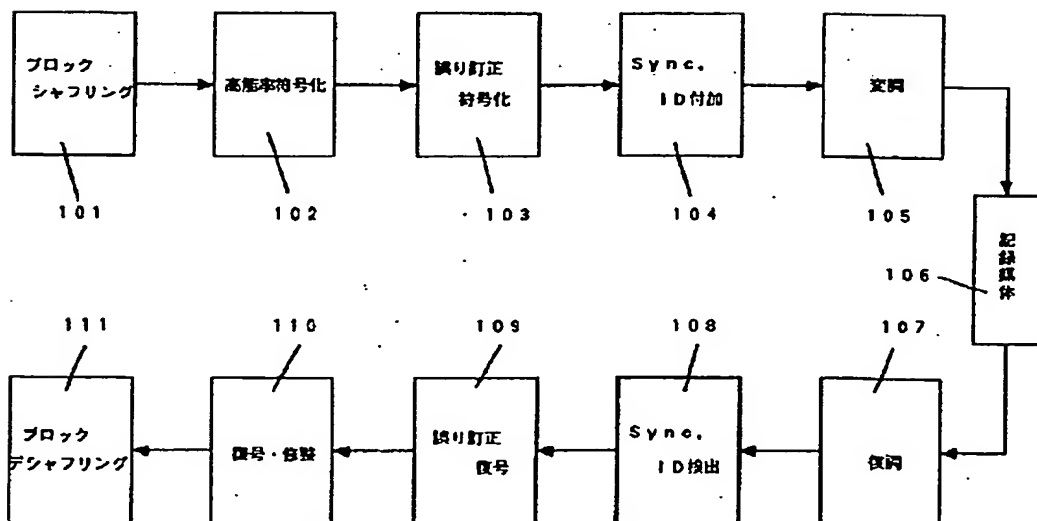 ブロック
シャフリング
高能率符号化
誤り訂正
符号化
Sync.
ID付加
変調
101
102
103
104
105
記録媒体
106
111
110
109
108
107
ブロック
デシャフリング
復号・修整
誤り訂正
復号
Sync.
ID検出
復調